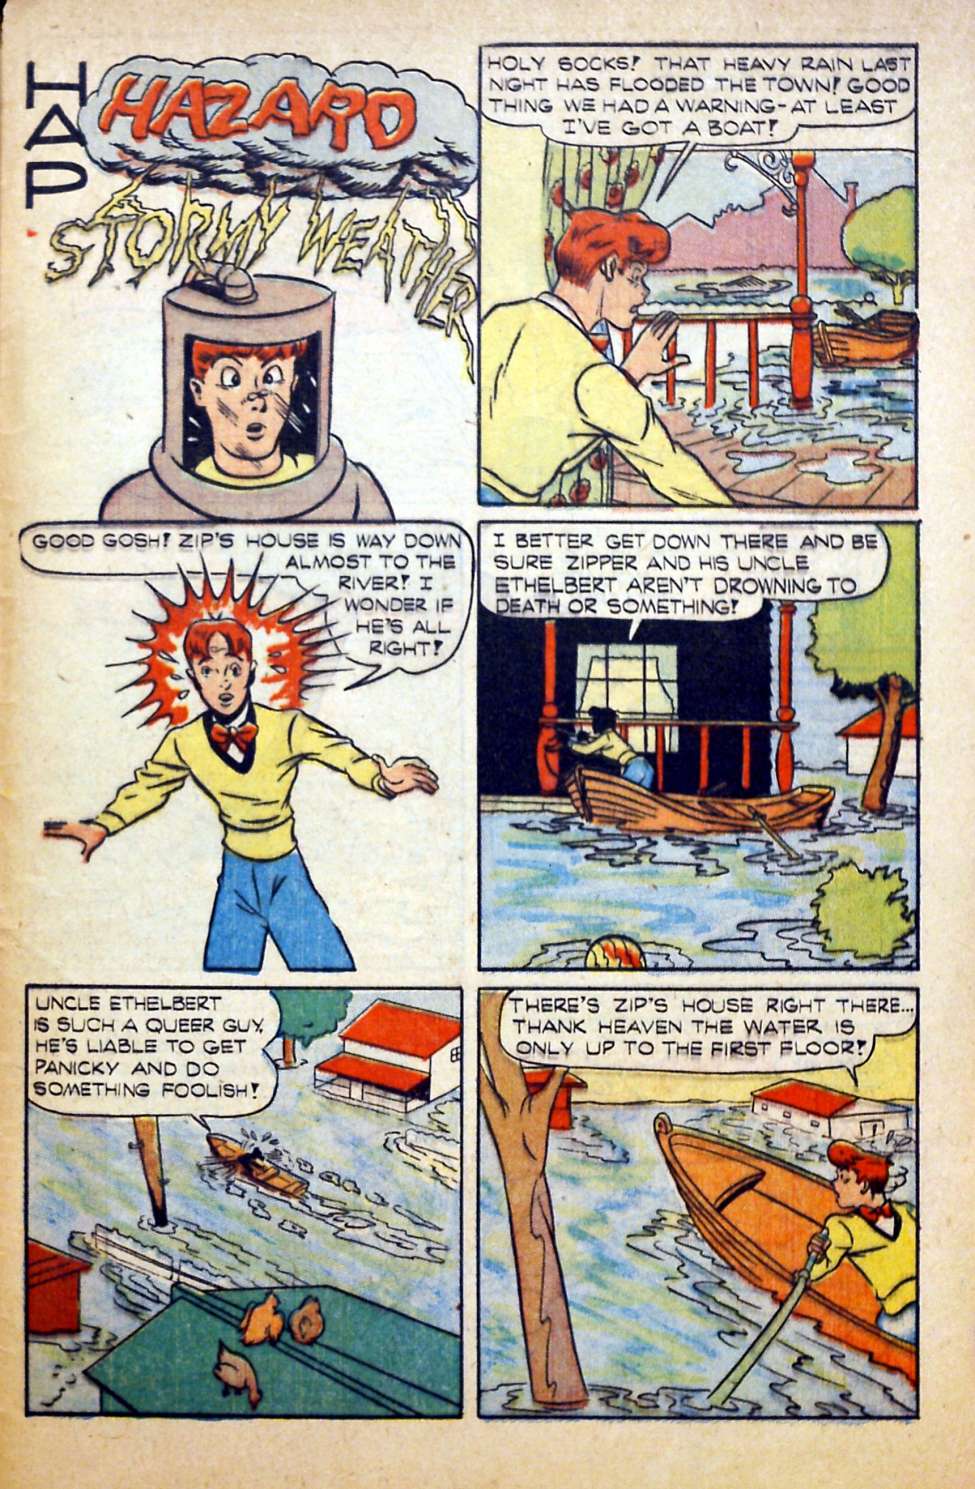 HAP
HAZARD
STORMY WEATHER
HOLY SOCKS! THAT HEAVY RAIN LAST
NIGHT HAS FLOODED THE TOWN! GOOD
THING WE HAD A WARNING-AT LEAST
I'VE GOT A BOAT!
GOOD GOSH! ZIP'S HOUSE IS WAY DOWN
ALMOST TO THE
RIVER! I
WONDER IF
HE'S ALL
RIGHT!
I BETTER GET DOWN THERE AND BE
SURE ZIPPER AND HIS UNCLE
ETHELBERT AREN'T DROWNING TO
DEATH OR SOMETHING!
UNCLE ETHELBERT
IS SUCH A QUEER GUY,
HE'S LIABLE TO GET
PANICKY AND DO
SOMETHING FOOLISH!
THERE'S ZIP'S HOUSE RIGHT THERE...
THANK HEAVEN THE WATER IS
ONLY UP TO THE FIRST FLOOR!